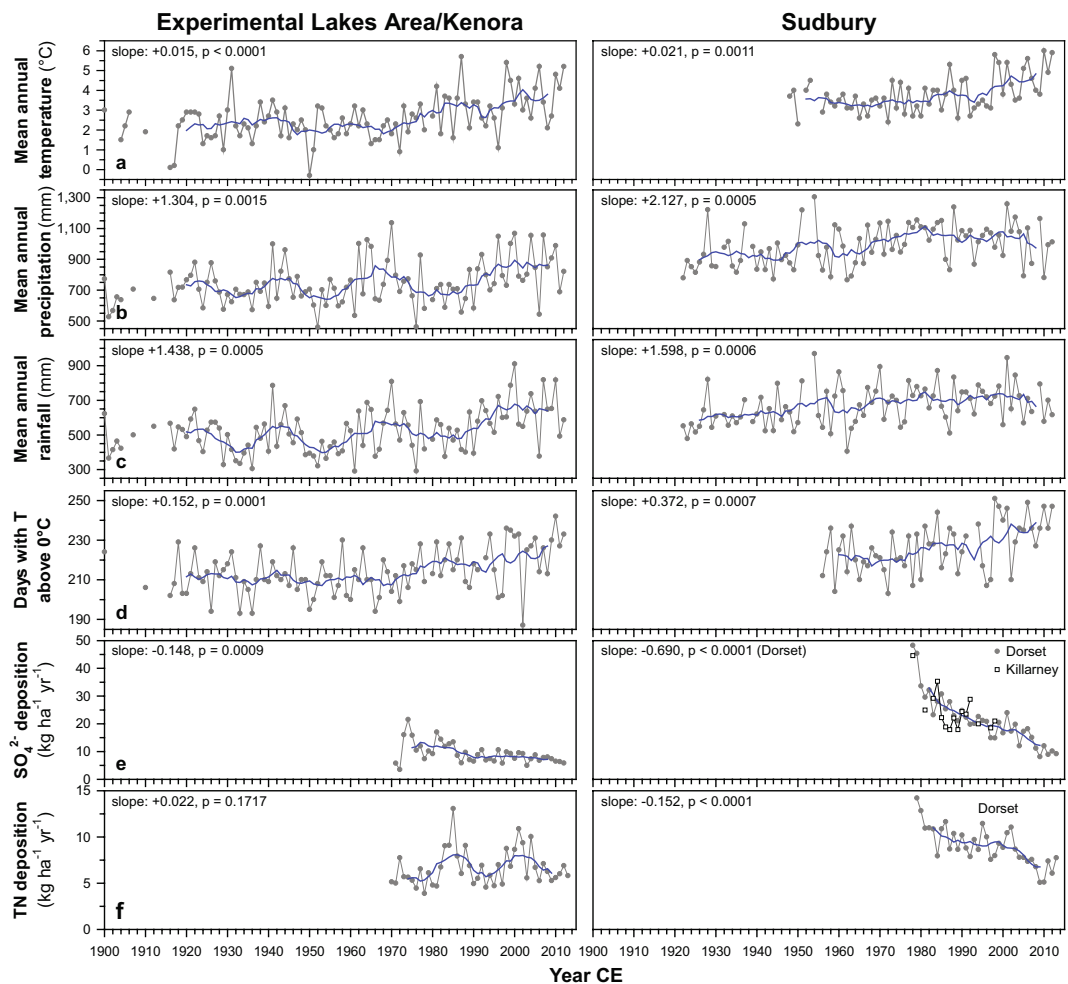 Experimental Lakes Area/Kenora
Sudbury
Mean annual
temperature (°C)
6
5
4
3
2
1
0
slope: +0.015, p < 0.0001
a
slope: +0.021, p = 0.0011
Mean annual
precipitation (mm)
1,300
1,100
900
700
500
slope: +1.304, p = 0.0015
b
slope: +2.127, p = 0.0005
Mean annual
rainfall (mm)
900
700
500
300
slope +1.438, p = 0.0005
c
slope: +1.598, p = 0.0006
Days with T
above 0°C
250
230
210
190
slope: +0.152, p = 0.0001
d
slope: +0.372, p = 0.0007
SO₄²⁻ deposition
(kg ha⁻¹ yr⁻¹)
50
40
30
20
10
0
slope: -0.148, p = 0.0009
e
slope: -0.690, p < 0.0001 (Dorset)
Dorset
Killarney
TN deposition
(kg ha⁻¹ yr⁻¹)
15
10
5
0
slope: +0.022, p = 0.1717
f
slope: -0.152, p < 0.0001
Dorset
1900 1910 1920 1930 1940 1950 1960 1970 1980 1990 2000 2010 1900 1910 1920 1930 1940 1950 1960 1970 1980 1990 2000 2010
Year CE